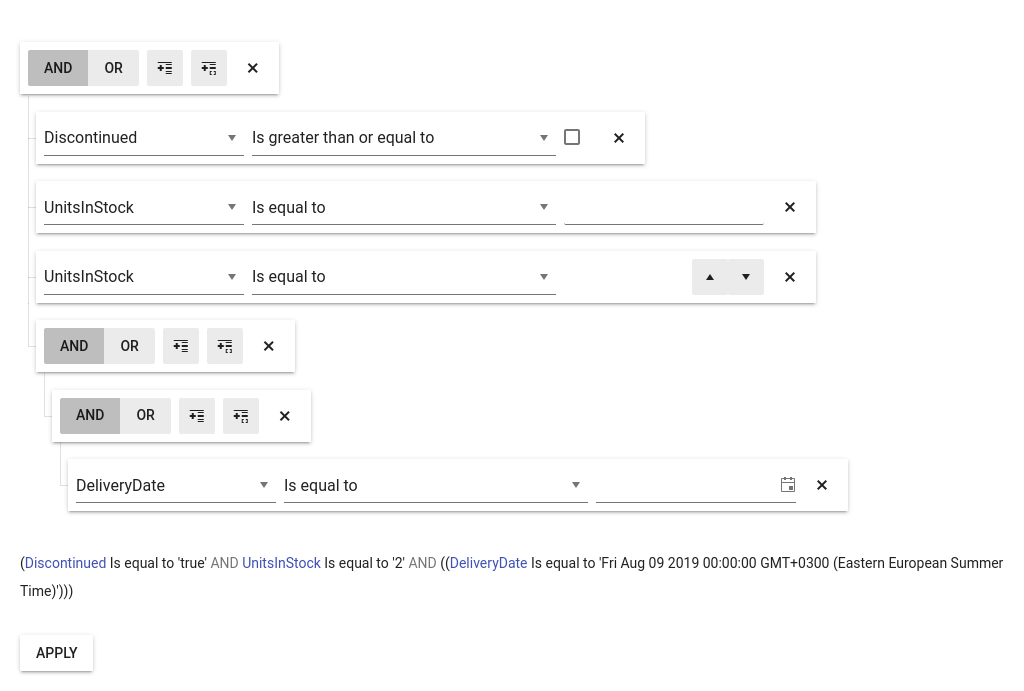 AND OR
Discontinued Is greater than or equal to
UnitsInStock Is equal to
UnitsInStock Is equal to
AND OR
AND OR
DeliveryDate Is equal to
(Discontinued Is equal to 'true' AND UnitsInStock Is equal to '2' AND ((DeliveryDate Is equal to 'Fri Aug 09 2019 00:00:00 GMT+0300 (Eastern European Summer
Time)')))
APPLY